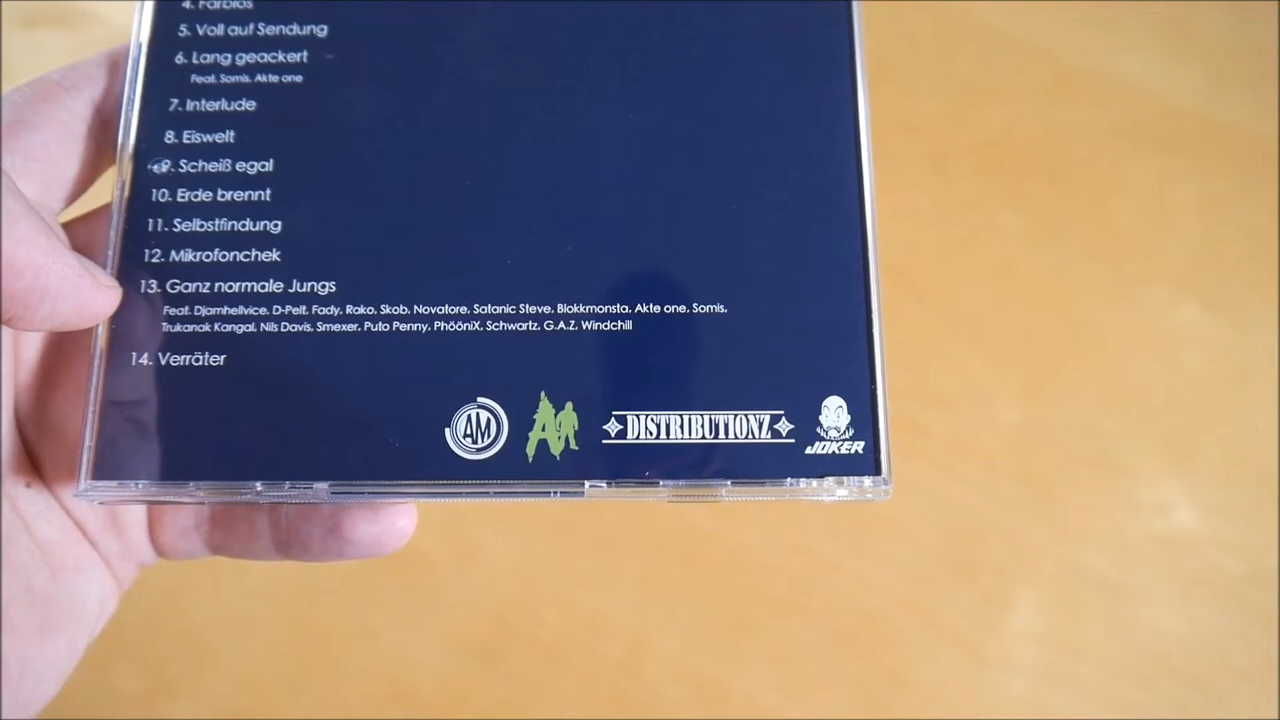 4. Farblos
5. Voll auf Sendung
6. Lang geackert
Feat. Somis, Akte one
7. Interlude
8. Eiswelt
9. Scheiß egal
10. Erde brennt
11. Selbstfindung
12. Mikrofonchek
13. Ganz normale Jungs
Feat. Djamhellvice, D-Pelt, Fady, Rako, Skob, Novatore, Satanic Steve, Blokkmonsta, Akte one, Somis,
Trukanak Kangal, Nils Davis, Smexer, Puto Penny, PhööniX, Schwartz, G.A.Z, Windchill
14. Verräter
AM A DISTRIBUTIONZ JOKER